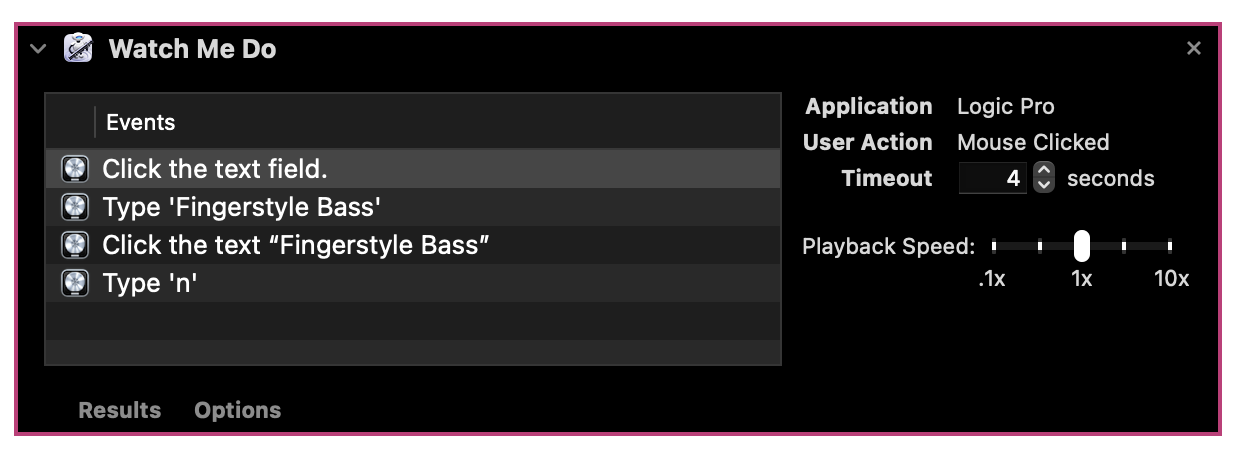 Watch Me Do
Events
Click the text field.
Type 'Fingerstyle Bass'
Click the text “Fingerstyle Bass”
Type 'n'
Application Logic Pro
User Action Mouse Clicked
Timeout 4 seconds
Playback Speed:
.1x 1x 10x
Results Options